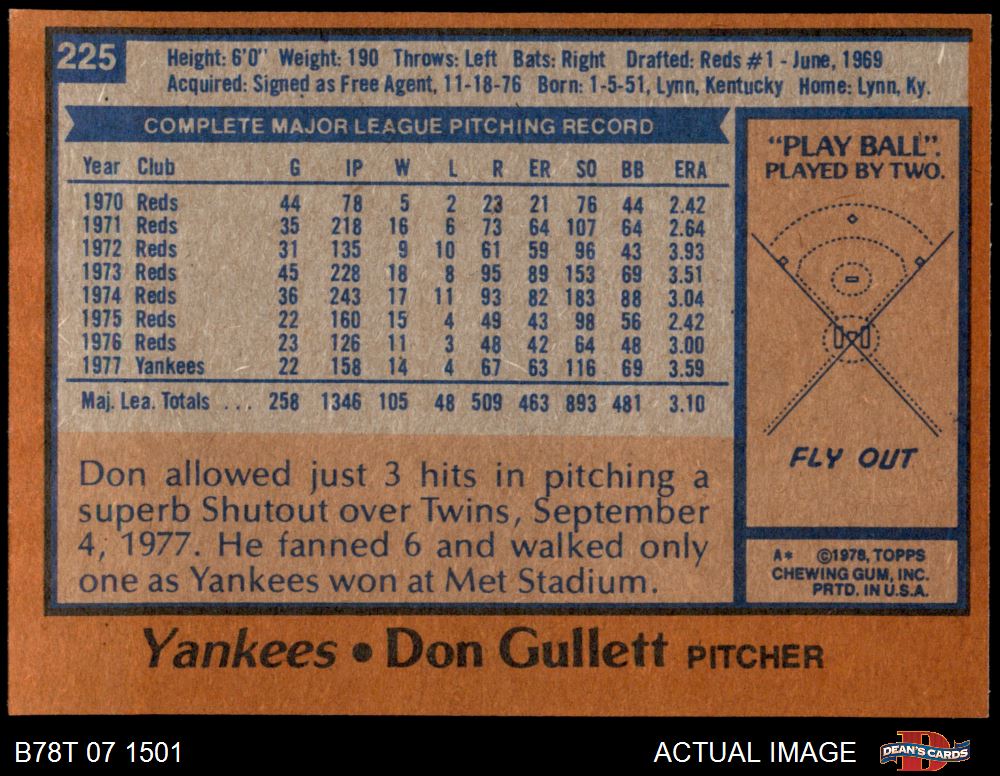 225
Height: 6'0" Weight: 190 Throws: Left Bats: Right Drafted: Reds #1 - June, 1969
Acquired: Signed as Free Agent, 11-18-76 Born: 1-5-51, Lynn, Kentucky Home: Lynn, Ky.
COMPLETE MAJOR LEAGUE PITCHING RECORD
Year Club G IP W L R ER SO BB ERA
1970 Reds 44 78 5 2 23 21 76 44 2.42
1971 Reds 35 218 16 6 73 64 107 64 2.64
1972 Reds 31 135 9 10 61 59 96 43 3.93
1973 Reds 45 228 18 8 95 89 153 69 3.51
1974 Reds 36 243 17 11 93 82 183 88 3.04
1975 Reds 22 160 15 4 49 43 98 56 2.42
1976 Reds 23 126 11 3 48 42 64 48 3.00
1977 Yankees 22 158 14 4 67 63 116 69 3.59
Maj. Lea. Totals ... 258 1346 105 48 509 463 893 481 3.10
Don allowed just 3 hits in pitching a
superb Shutout over Twins, September
4, 1977. He fanned 6 and walked only
one as Yankees won at Met Stadium.
"PLAY BALL".
PLAYED BY TWO.
FLY OUT
A* ©1978, TOPPS
CHEWING GUM, INC.
PRTD. IN U.S.A.
Yankees • Don Gullett PITCHER
B78T 07 1501
ACTUAL IMAGE
DEAN'S CARDS